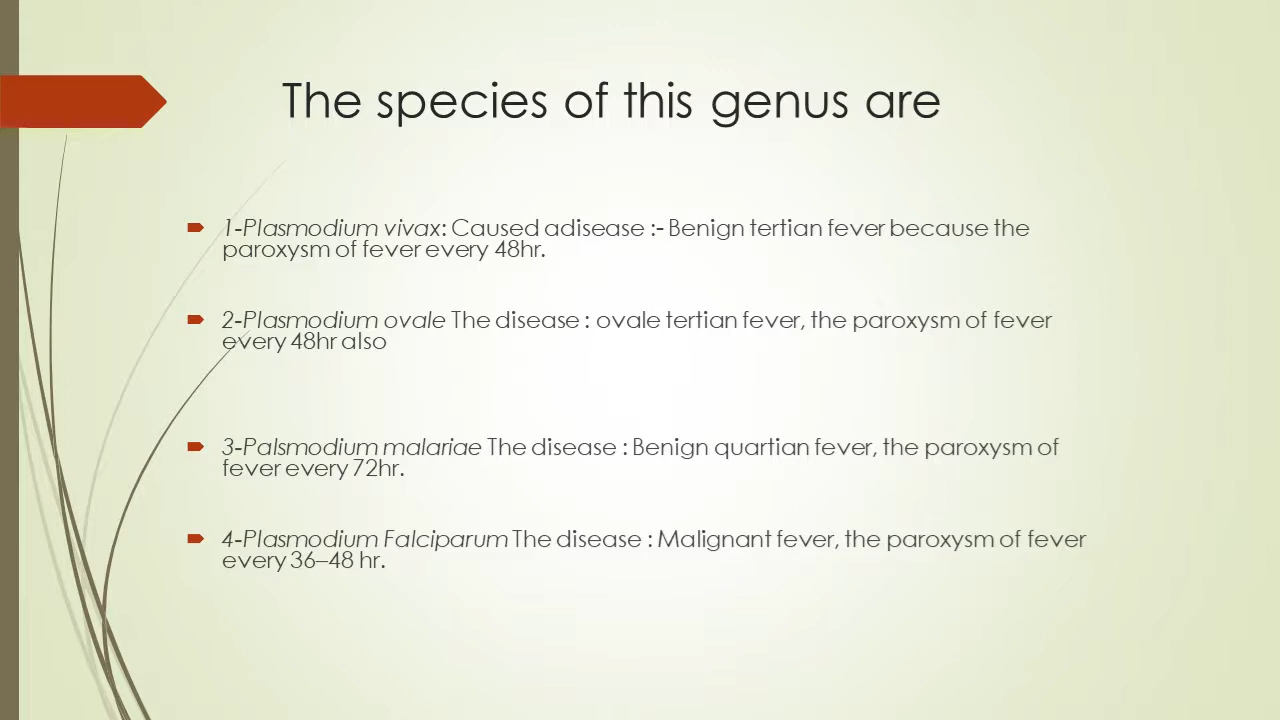 The species of this genus are
1-Plasmodium vivax: Caused adisease :- Benign tertian fever because the
paroxysm of fever every 48hr.
2-Plasmodium ovale The disease : ovale tertian fever, the paroxysm of fever
every 48hr also
3-Palsmodium malariae The disease : Benign quartian fever, the paroxysm of
fever every 72hr.
4-Plasmodium Falciparum The disease : Malignant fever, the paroxysm of fever
every 36–48 hr.